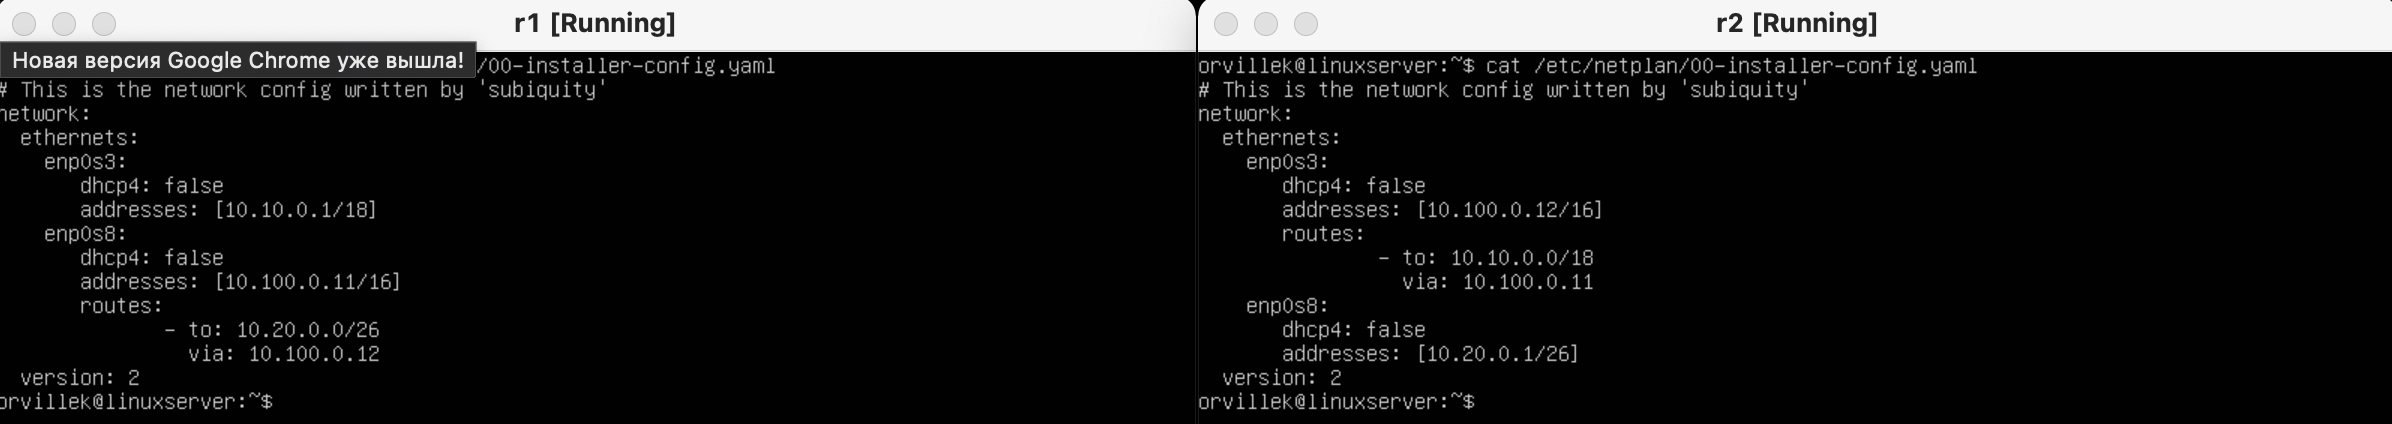 r1 [Running]
Новая версия Google Chrome уже вышла!
/00-installer-config.yaml
# This is the network config written by 'subiquity'
network:
  ethernets:
    enp0s3:
       dhcp4: false
       addresses: [10.10.0.1/18]
    enp0s8:
       dhcp4: false
       addresses: [10.100.0.11/16]
       routes:
              - to: 10.20.0.0/26
                via: 10.100.0.12
  version: 2
orvillek@linuxserver:~$
r2 [Running]
orvillek@linuxserver:~$ cat /etc/netplan/00-installer-config.yaml
# This is the network config written by 'subiquity'
network:
  ethernets:
    enp0s3:
       dhcp4: false
       addresses: [10.100.0.12/16]
       routes:
               - to: 10.10.0.0/18
                 via: 10.100.0.11
    enp0s8:
       dhcp4: false
       addresses: [10.20.0.1/26]
  version: 2
orvillek@linuxserver:~$